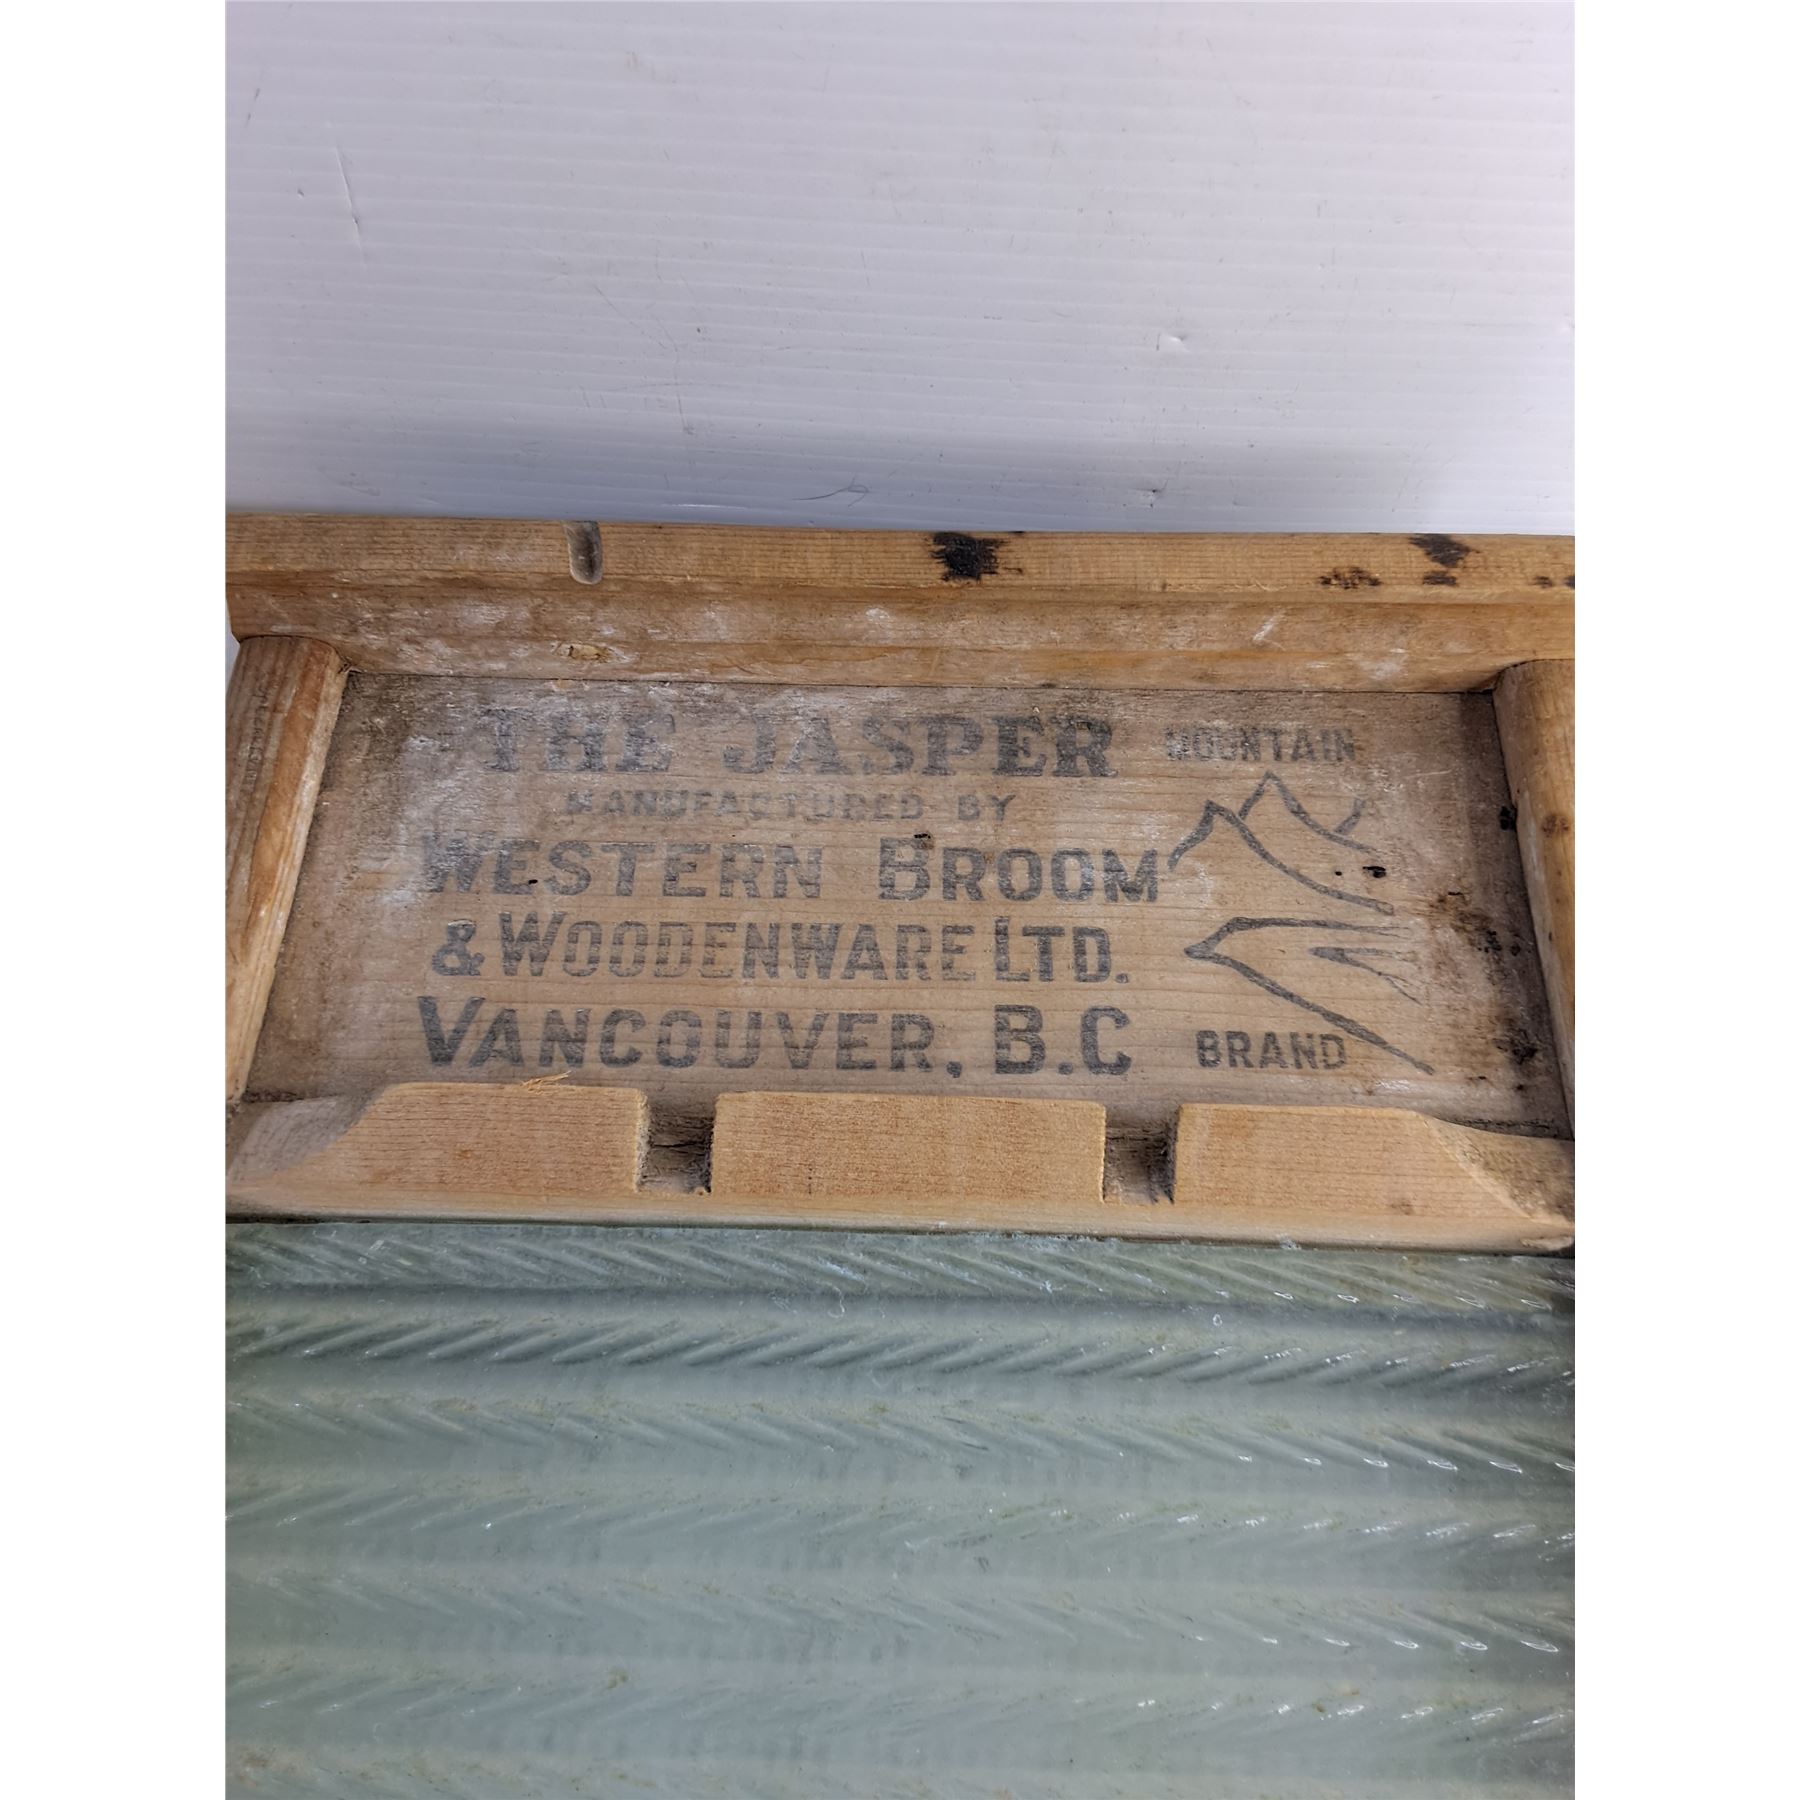 THE JASPER
MANUFACTURED BY
WESTERN BROOM
& WOODENWARE LTD.
VANCOUVER, B.C
MOUNTAIN
BRAND